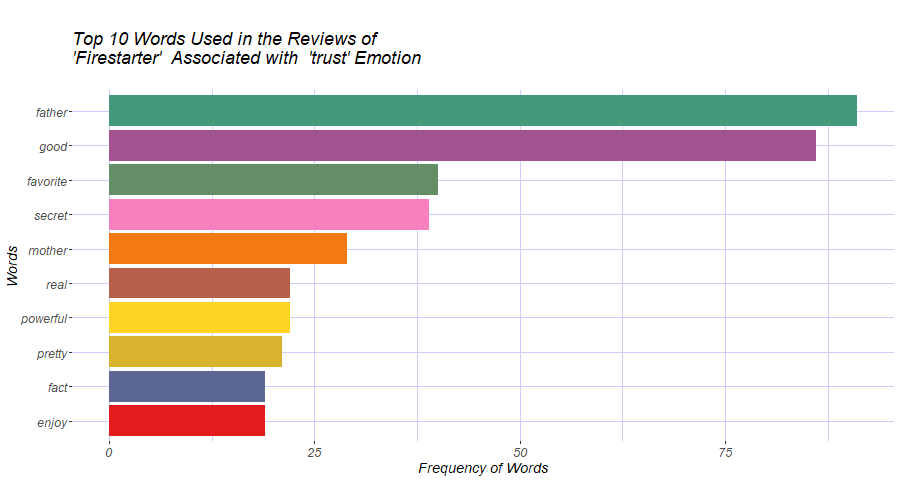 Top 10 Words Used in the Reviews of
'Firestarter'  Associated with  'trust' Emotion
father
good
favorite
secret
mother
real
powerful
pretty
fact
enjoy
Words
0 25 50 75
Frequency of Words